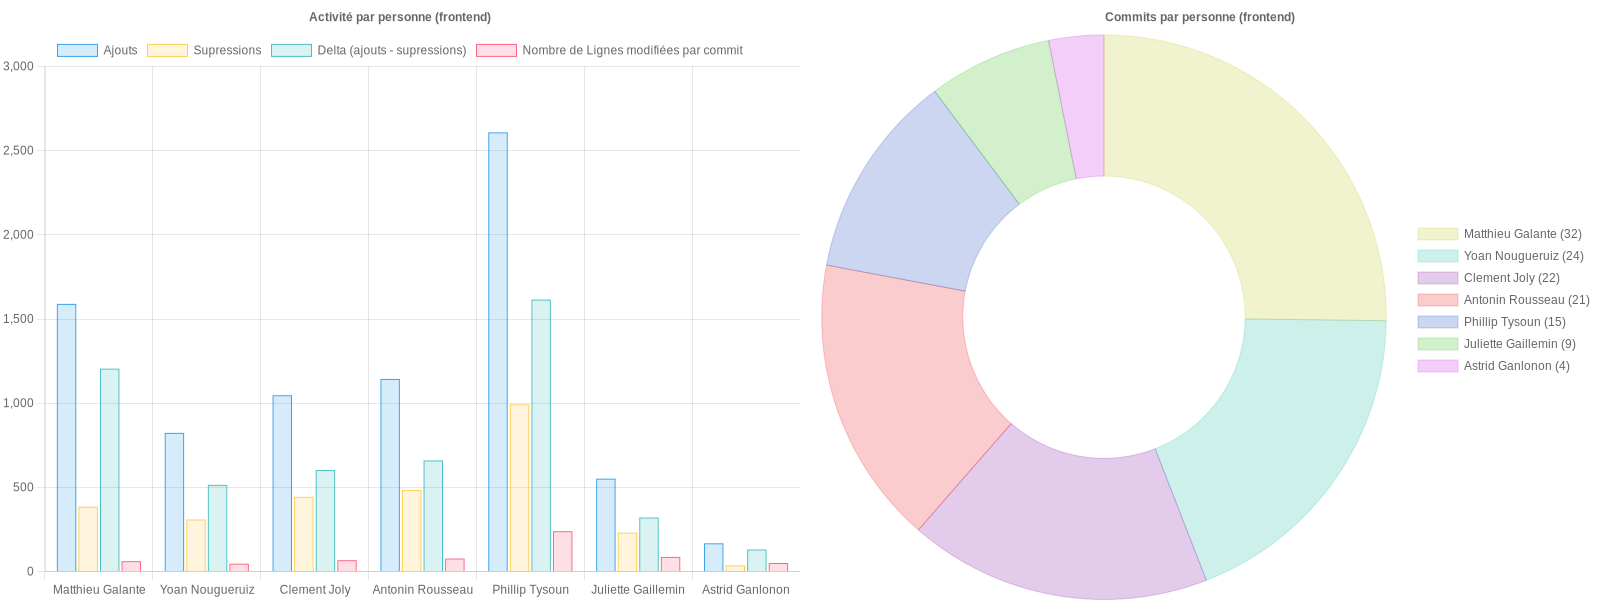 Activité par personne (frontend)
Ajouts Supressions Delta (ajouts - supressions) Nombre de Lignes modifiées par commit
3,000
2,500
2,000
1,500
1,000
500
0
Matthieu Galante Yoan Nougueruiz Clement Joly Antonin Rousseau Phillip Tysoun Juliette Gaillemin Astrid Ganlonon
Commits par personne (frontend)
Matthieu Galante (32)
Yoan Nougueruiz (24)
Clement Joly (22)
Antonin Rousseau (21)
Phillip Tysoun (15)
Juliette Gaillemin (9)
Astrid Ganlonon (4)